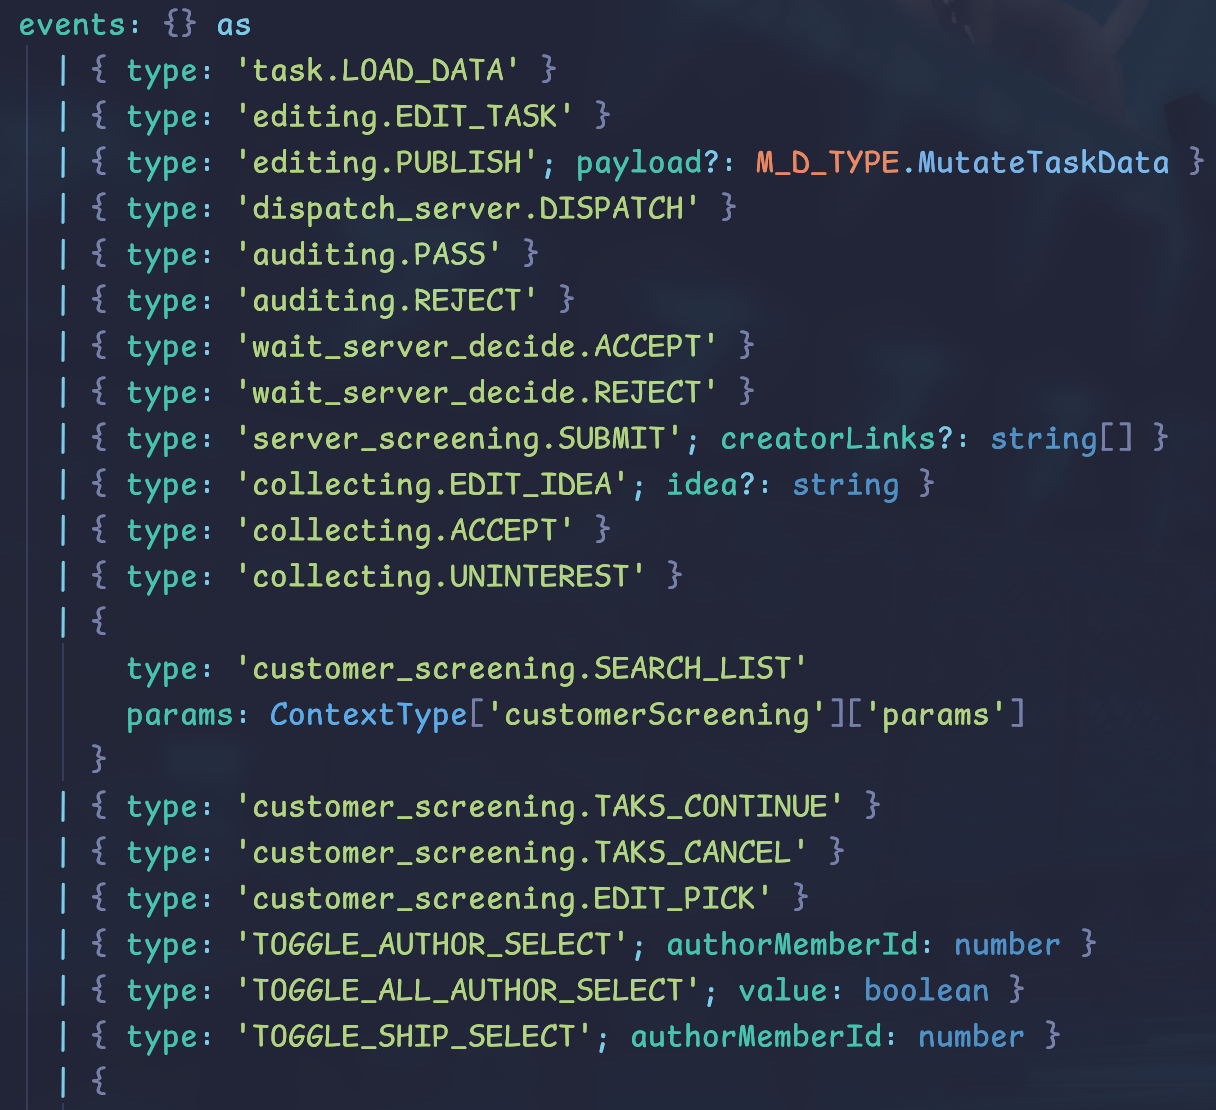 events: {} as
| { type: 'task.LOAD_DATA' }
| { type: 'editing.EDIT_TASK' }
| { type: 'editing.PUBLISH'; payload?: M_D_TYPE.MutateTaskData }
| { type: 'dispatch_server.DISPATCH' }
| { type: 'auditing.PASS' }
| { type: 'auditing.REJECT' }
| { type: 'wait_server_decide.ACCEPT' }
| { type: 'wait_server_decide.REJECT' }
| { type: 'server_screening.SUBMIT'; creatorLinks?: string[] }
| { type: 'collecting.EDIT_IDEA'; idea?: string }
| { type: 'collecting.ACCEPT' }
| { type: 'collecting.UNINTEREST' }
| {
type: 'customer_screening.SEARCH_LIST'
params: ContextType['customerScreening']['params']
}
| { type: 'customer_screening.TAKS_CONTINUE' }
| { type: 'customer_screening.TAKS_CANCEL' }
| { type: 'customer_screening.EDIT_PICK' }
| { type: 'TOGGLE_AUTHOR_SELECT'; authorMemberId: number }
| { type: 'TOGGLE_ALL_AUTHOR_SELECT'; value: boolean }
| { type: 'TOGGLE_SHIP_SELECT'; authorMemberId: number }
| {